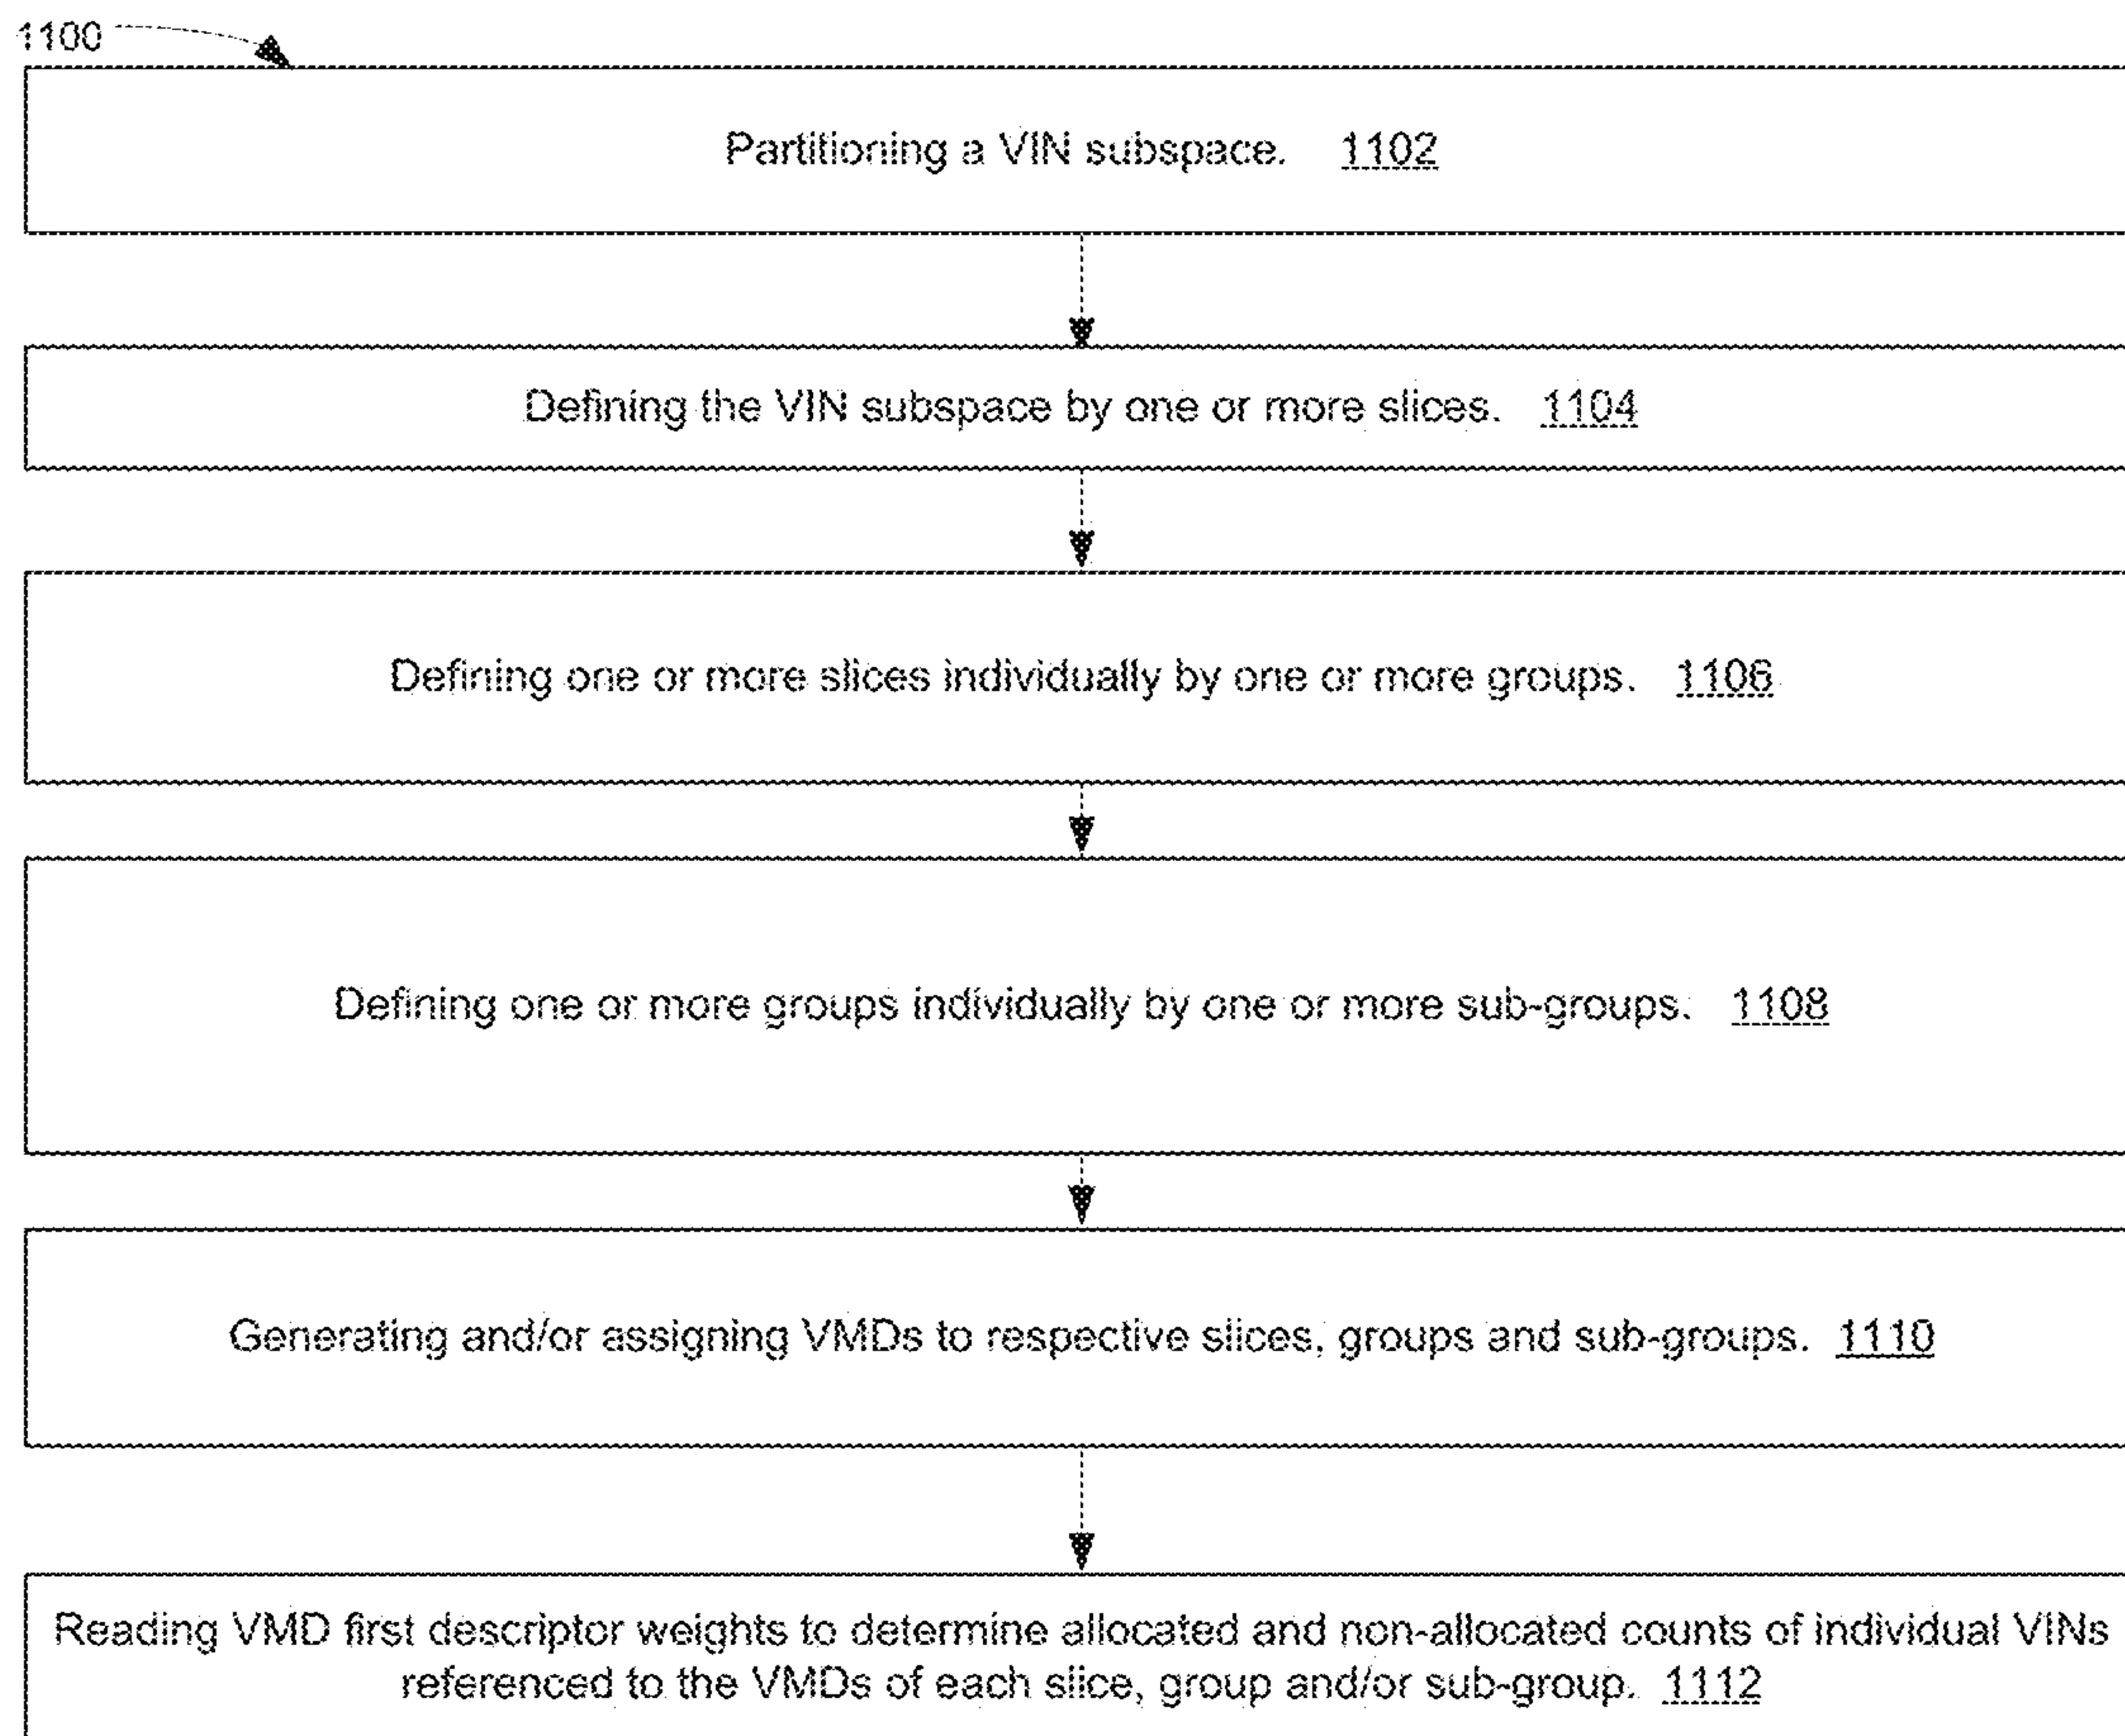 1100
Partitioning a VIN subspace. 1102
Defining the VIN subspace by one or more slices. 1104
Defining one or more slices individually by one or more groups. 1106
Defining one or more groups individually by one or more sub-groups. 1108
Generating and/or assigning VMDs to respective slices, groups and sub-groups. 1110
Reading VMD first descriptor weights to determine allocated and non-allocated counts of individual VINs
referenced to the VMDs of each slice, group and/or sub-group. 1112